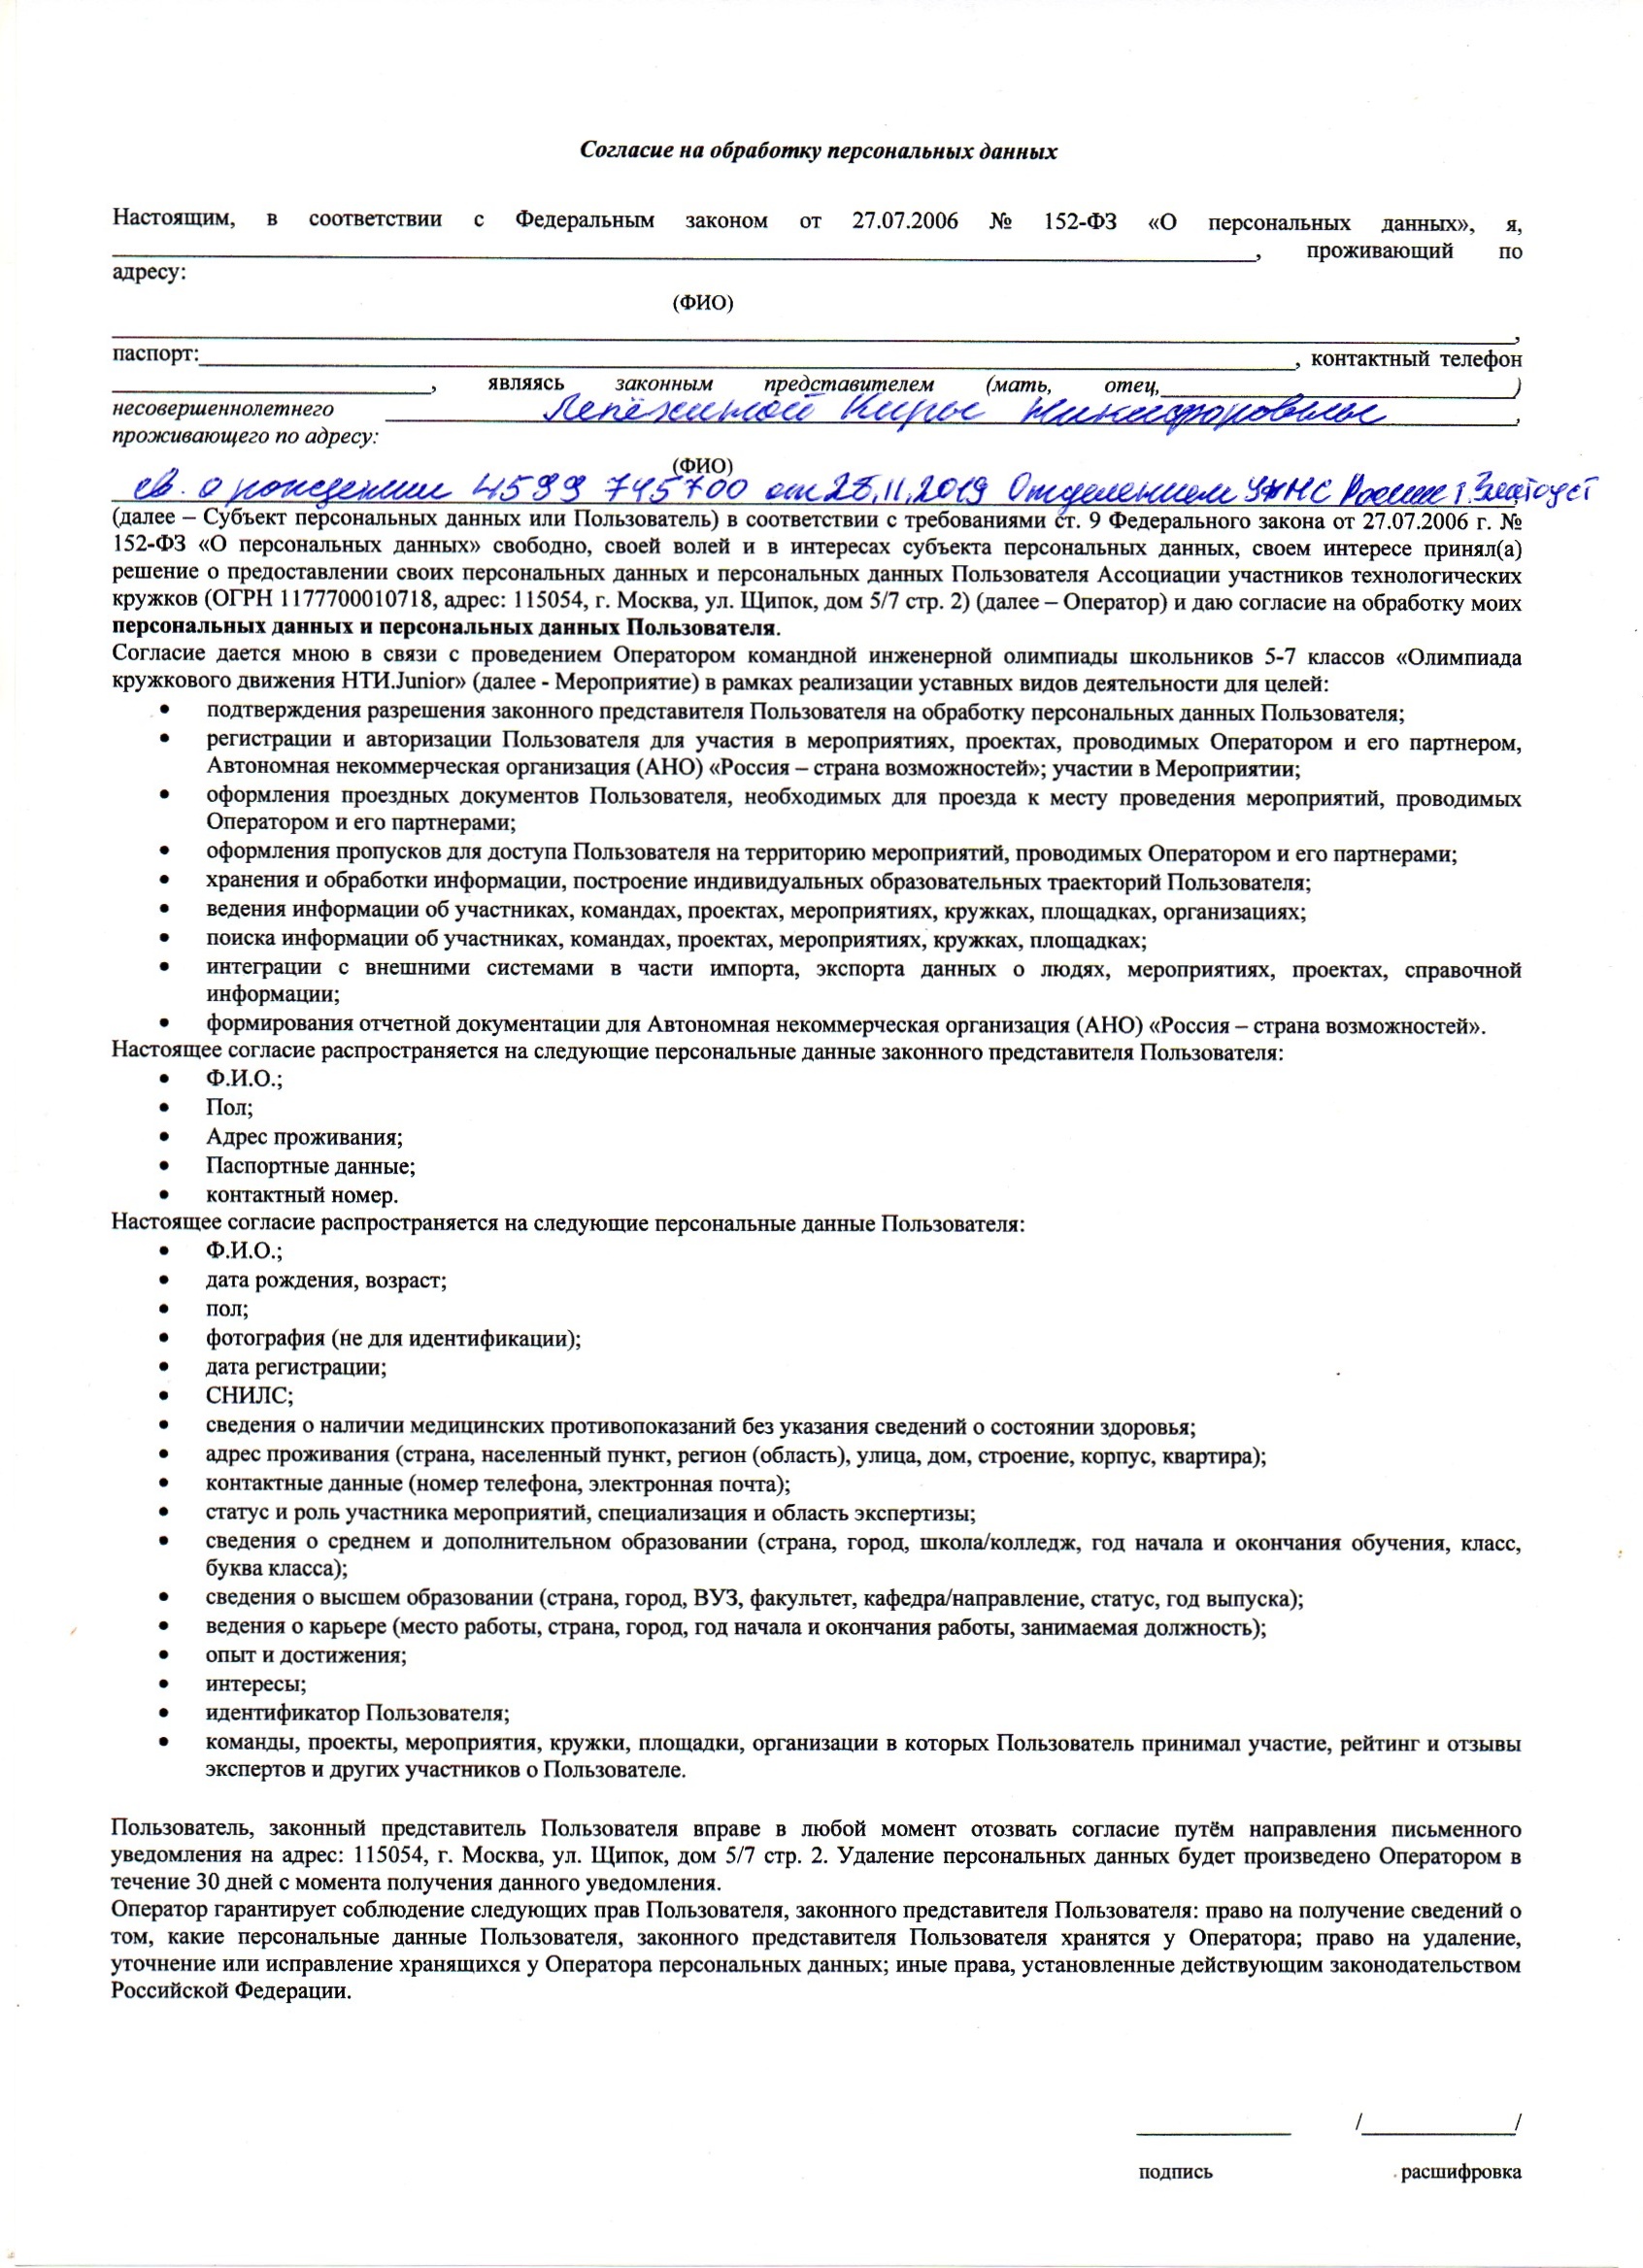 Согласие на обработку персональных данных
Настоящим, в соответствии с Федеральным законом от 27.07.2006 № 152-ФЗ «О персональных данных», я,
, проживающий по
адресу:
(ФИО)
,
паспорт: , контактный телефон
, являясь законным представителем (мать, отец, )
несовершеннолетнего Лепёхиной Киры Никифоровны ,
проживающего по адресу:
(ФИО)
св. о рождении 4599 745700 от 28.11.2019 Отделением УФНС России г. Златоуст
(далее – Субъект персональных данных или Пользователь) в соответствии с требованиями ст. 9 Федерального закона от 27.07.2006 г. №
152-ФЗ «О персональных данных» свободно, своей волей и в интересах субъекта персональных данных, своем интересе принял(а)
решение о предоставлении своих персональных данных и персональных данных Пользователя Ассоциации участников технологических
кружков (ОГРН 1177700010718, адрес: 115054, г. Москва, ул. Щипок, дом 5/7 стр. 2) (далее – Оператор) и даю согласие на обработку моих
персональных данных и персональных данных Пользователя.
Согласие дается мною в связи с проведением Оператором командной инженерной олимпиады школьников 5-7 классов «Олимпиада
кружкового движения НТИ.Junior» (далее - Мероприятие) в рамках реализации уставных видов деятельности для целей:
• подтверждения разрешения законного представителя Пользователя на обработку персональных данных Пользователя;
• регистрации и авторизации Пользователя для участия в мероприятиях, проектах, проводимых Оператором и его партнером,
Автономная некоммерческая организация (АНО) «Россия – страна возможностей»; участии в Мероприятии;
• оформления проездных документов Пользователя, необходимых для проезда к месту проведения мероприятий, проводимых
Оператором и его партнерами;
• оформления пропусков для доступа Пользователя на территорию мероприятий, проводимых Оператором и его партнерами;
• хранения и обработки информации, построение индивидуальных образовательных траекторий Пользователя;
• ведения информации об участниках, командах, проектах, мероприятиях, кружках, площадках, организациях;
• поиска информации об участниках, командах, проектах, мероприятиях, кружках, площадках;
• интеграции с внешними системами в части импорта, экспорта данных о людях, мероприятиях, проектах, справочной
информации;
• формирования отчетной документации для Автономная некоммерческая организация (АНО) «Россия – страна возможностей».
Настоящее согласие распространяется на следующие персональные данные законного представителя Пользователя:
• Ф.И.О.;
• Пол;
• Адрес проживания;
• Паспортные данные;
• контактный номер.
Настоящее согласие распространяется на следующие персональные данные Пользователя:
• Ф.И.О.;
• дата рождения, возраст;
• пол;
• фотография (не для идентификации);
• дата регистрации;
• СНИЛС;
• сведения о наличии медицинских противопоказаний без указания сведений о состоянии здоровья;
• адрес проживания (страна, населенный пункт, регион (область), улица, дом, строение, корпус, квартира);
• контактные данные (номер телефона, электронная почта);
• статус и роль участника мероприятий, специализация и область экспертизы;
• сведения о среднем и дополнительном образовании (страна, город, школа/колледж, год начала и окончания обучения, класс,
буква класса);
• сведения о высшем образовании (страна, город, ВУЗ, факультет, кафедра/направление, статус, год выпуска);
• ведения о карьере (место работы, страна, город, год начала и окончания работы, занимаемая должность);
• опыт и достижения;
• интересы;
• идентификатор Пользователя;
• команды, проекты, мероприятия, кружки, площадки, организации в которых Пользователь принимал участие, рейтинг и отзывы
экспертов и других участников о Пользователе.
Пользователь, законный представитель Пользователя вправе в любой момент отозвать согласие путём направления письменного
уведомления на адрес: 115054, г. Москва, ул. Щипок, дом 5/7 стр. 2. Удаление персональных данных будет произведено Оператором в
течение 30 дней с момента получения данного уведомления.
Оператор гарантирует соблюдение следующих прав Пользователя, законного представителя Пользователя: право на получение сведений о
том, какие персональные данные Пользователя, законного представителя Пользователя хранятся у Оператора; право на удаление,
уточнение или исправление хранящихся у Оператора персональных данных; иные права, установленные действующим законодательством
Российской Федерации.
/ /
подпись расшифровка